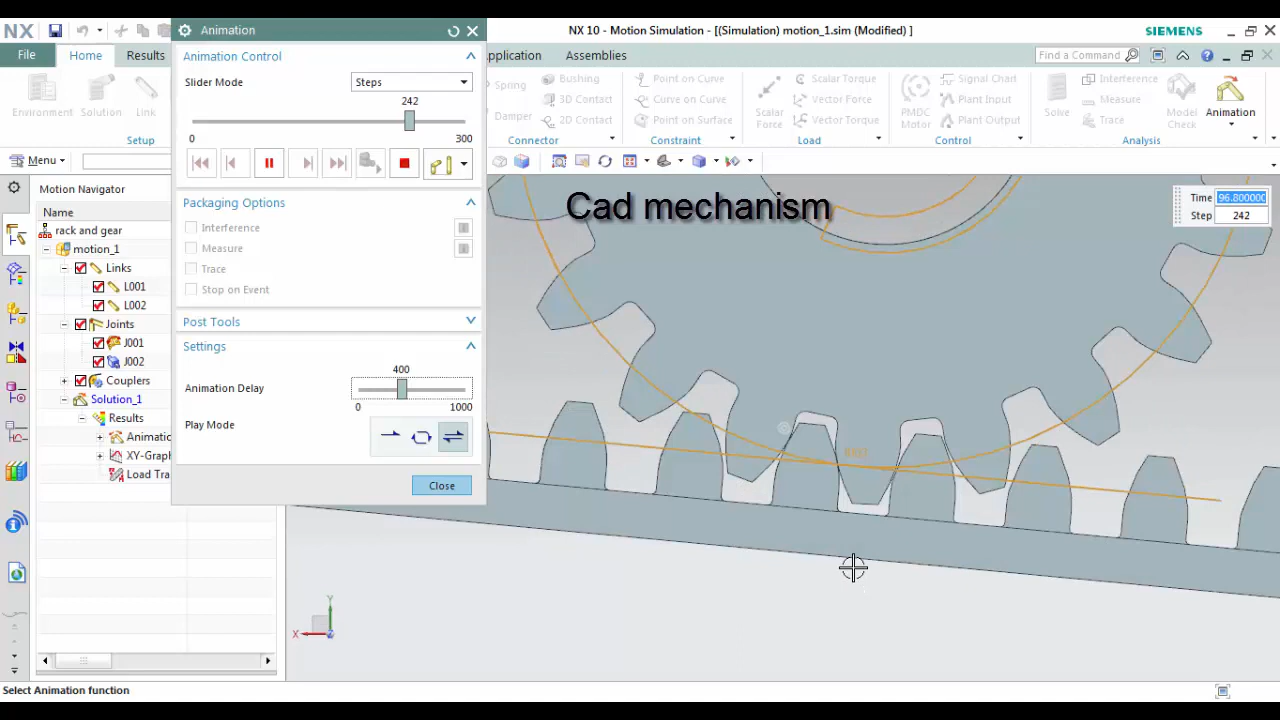 NX
NX 10 - Motion Simulation - [(Simulation) motion_1.sim (Modified) ]
SIEMENS
File
Home
Results
Application
Assemblies
Find a Command
Environment
Solution
Link
Setup
Spring
Damper
Bushing
3D Contact
2D Contact
Connector
Point on Curve
Curve on Curve
Point on Surface
Constraint
Scalar Force
Scalar Torque
Vector Force
Vector Torque
Load
PMDC Motor
Signal Chart
Plant Input
Plant Output
Control
Solve
Interference
Measure
Trace
Model Check
Animation
Analysis
Menu
Animation
Animation Control
Slider Mode
Steps
242
0
300
Packaging Options
Interference
Measure
Trace
Stop on Event
Post Tools
Settings
Animation Delay
400
0
1000
Play Mode
Close
Motion Navigator
Name
rack and gear
motion_1
Links
L001
L002
Joints
J001
J002
Couplers
Solution_1
Results
Animatic
XY-Graph
Load Tra
Cad mechanism
Time
96.800000
Step
242
Y
X
Select Animation function